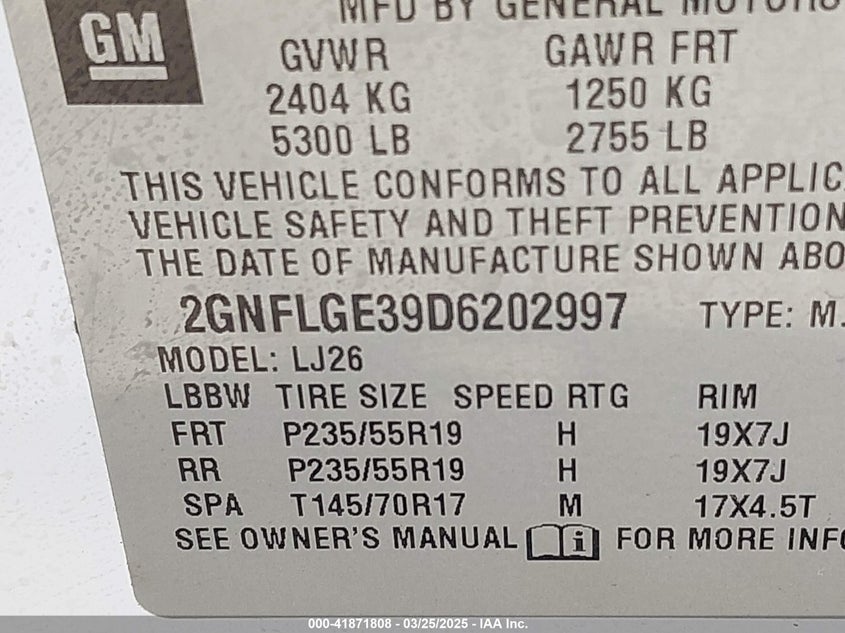 GM
MFD BY GENERAL MOTORS
GVWR GAWR FRT
2404 KG 1250 KG
5300 LB 2755 LB
THIS VEHICLE CONFORMS TO ALL APPLIC
VEHICLE SAFETY AND THEFT PREVENTION
THE DATE OF MANUFACTURE SHOWN ABO
2GNFLGE39D6202997 TYPE: M.
MODEL: LJ26
LBBW TIRE SIZE SPEED RTG RIM
FRT P235/55R19 H 19X7J
RR P235/55R19 H 19X7J
SPA T145/70R17 M 17X4.5T
SEE OWNER'S MANUAL i FOR MORE INFO
000-41871808 - 03/25/2025 - IAA Inc.